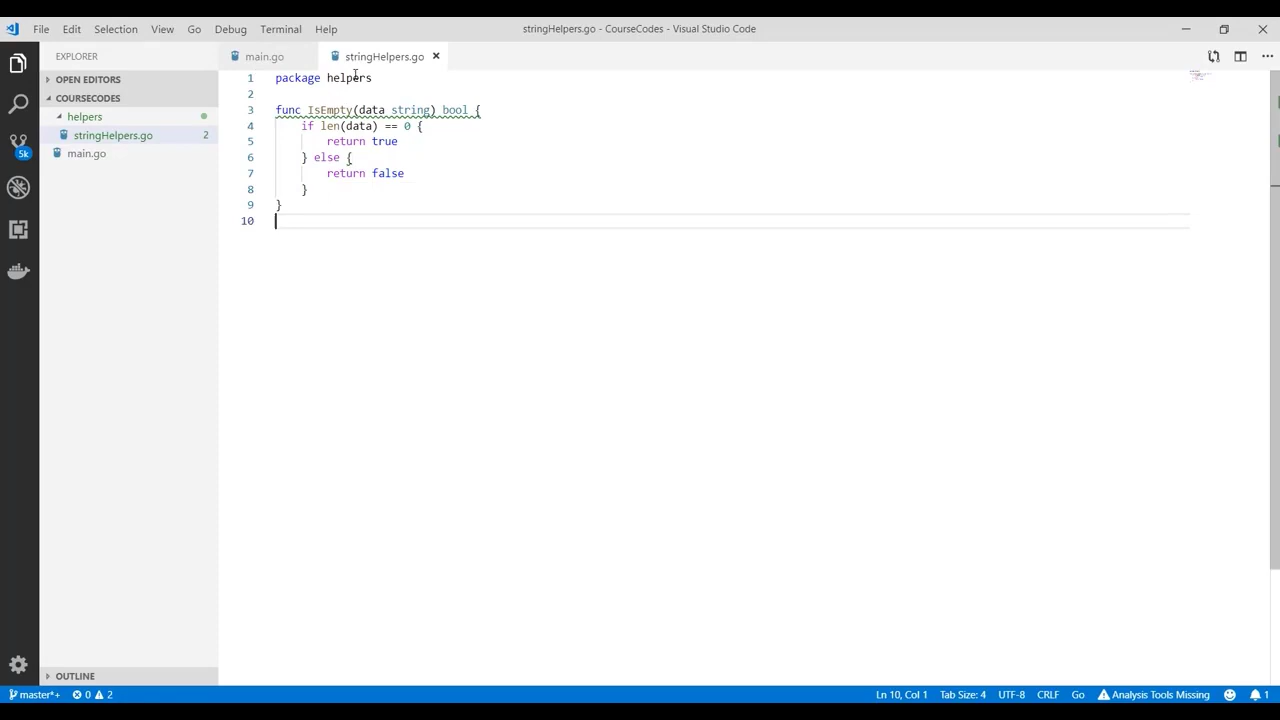 File Edit Selection View Go Debug Terminal Help
stringHelpers.go - CourseCodes - Visual Studio Code
EXPLORER
main.go
stringHelpers.go
OPEN EDITORS
COURSECODES
helpers
stringHelpers.go 2
main.go
5k
1 package helpers
2
3 func IsEmpty(data string) bool {
4 if len(data) == 0 {
5 return true
6 } else {
7 return false
8 }
9 }
10
OUTLINE
master*+ 0 2 Ln 10, Col 1 Tab Size: 4 UTF-8 CRLF Go Analysis Tools Missing 1